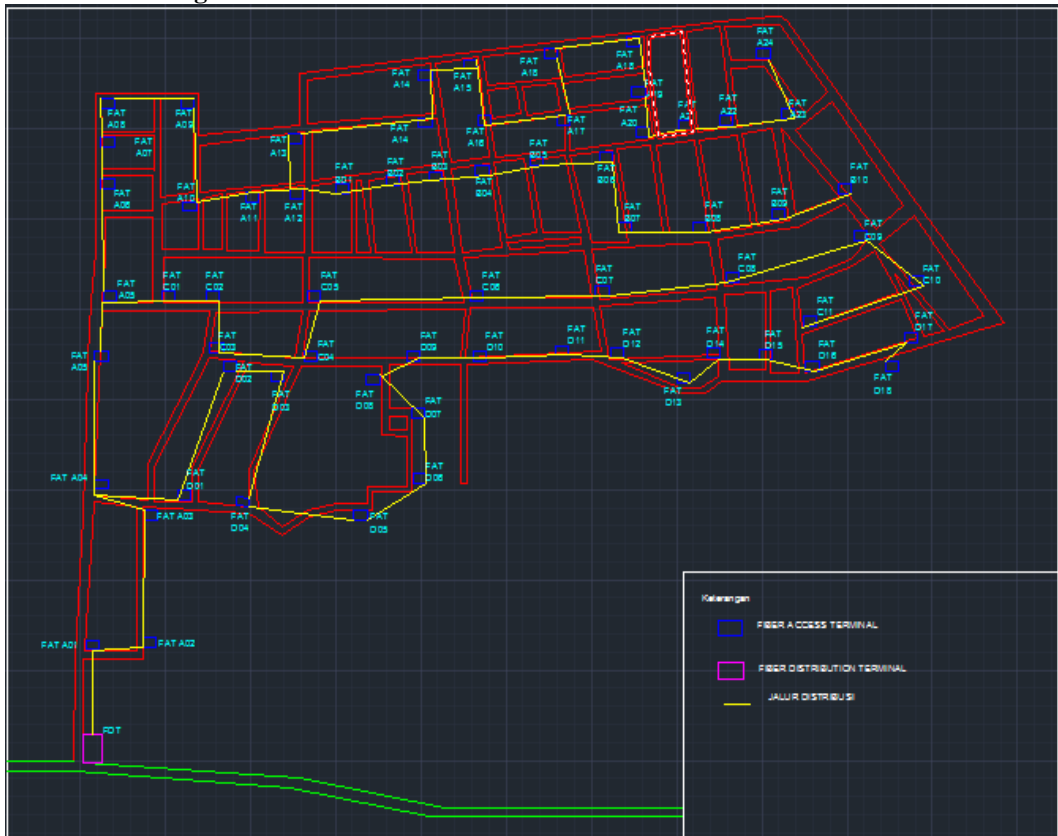 FAT
A24
FAT
A18
FAT
A18
FAT
A15
FAT
A14
FAT
A20
FAT
A22
FAT
A23
FAT
A08
FAT
A09
FAT
A14
FAT
A16
FAT
A17
FAT
A13
FAT
A07
FAT
B05
FAT
B03
FAT
B02
FAT
B01
FAT
B04
FAT
B06
FAT
A06
FAT
A10
FAT
A11
FAT
A12
FAT
B07
FAT
B08
FAT
B09
FAT
B10
FAT
C09
FAT
A05
FAT
C01
FAT
C02
FAT
C05
FAT
C06
FAT
C07
FAT
C08
FAT
C10
FAT
C11
FAT
A05
FAT
C03
FAT
C04
FAT
D09
FAT
D10
FAT
D11
FAT
D12
FAT
D14
FAT
D15
FAT
D16
FAT
D17
FAT
D02
FAT
D03
FAT
D08
FAT
D13
FAT
D18
FAT
D07
FAT A04
FAT
D01
FAT
D06
FAT A03
FAT
D04
FAT
D05
FAT A01
FAT A02
FDT
Keterangan
FIBER ACCESS TERMINAL
FIBER DISTRIBUTION TERMINAL
JALUR DISTRIBUSI